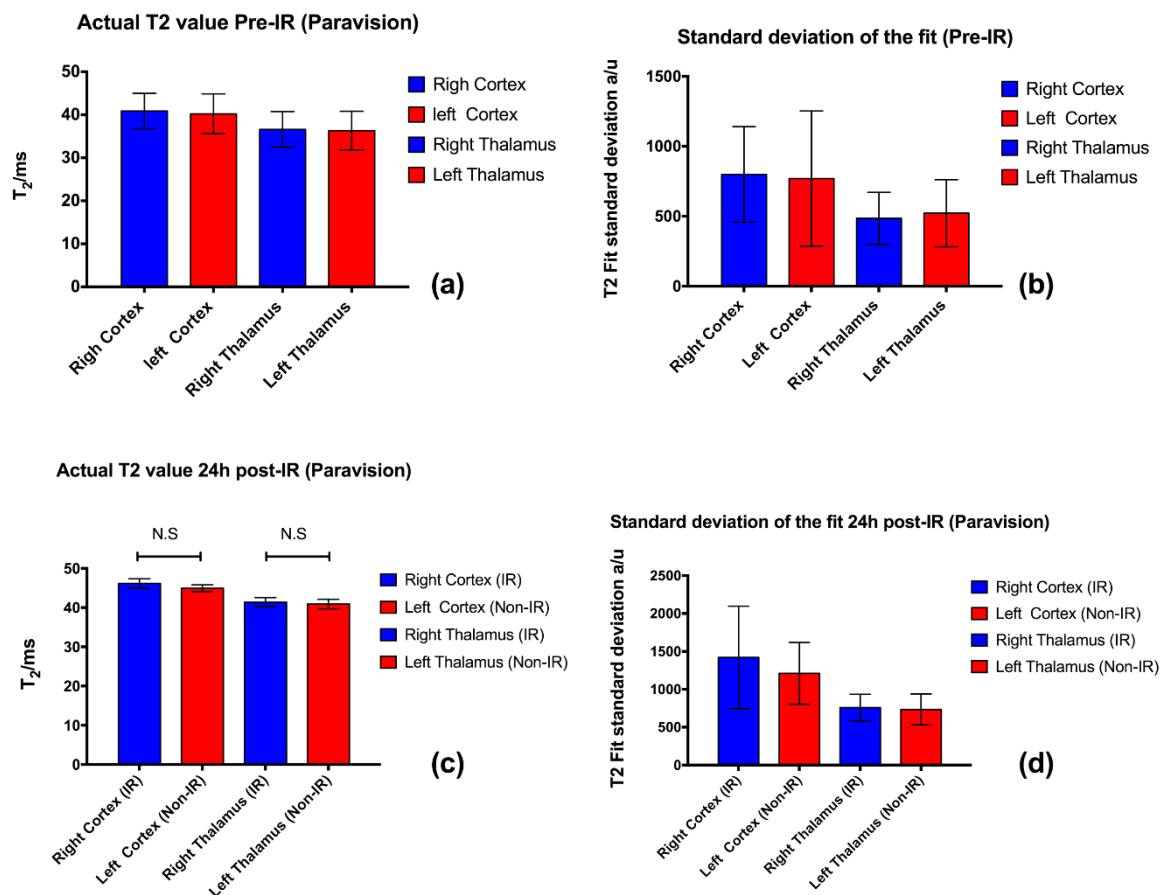 Actual T2 value Pre-IR (Paravision)
T2/ms
50
40
30
20
10
0
Righ Cortex
left Cortex
Right Thalamus
Left Thalamus
Righ Cortex
left Cortex
Right Thalamus
Left Thalamus
(a)
Standard deviation of the fit (Pre-IR)
T2 Fit standard deviation a/u
1500
1000
500
0
Right Cortex
Left Cortex
Right Thalamus
Left Thalamus
Right Cortex
Left Cortex
Right Thalamus
Left Thalamus
(b)
Actual T2 value 24h post-IR (Paravision)
N.S
N.S
T2/ms
50
40
30
20
10
0
Right Cortex (IR)
Left Cortex (Non-IR)
Right Thalamus (IR)
Left Thalamus (Non-IR)
Right Cortex (IR)
Left Cortex (Non-IR)
Right Thalamus (IR)
Left Thalamus (Non-IR)
(c)
Standard deviation of the fit 24h post-IR (Paravision)
T2 Fit standard deviation a/u
2500
2000
1500
1000
500
0
Right Cortex (IR)
Left Cortex (Non-IR)
Right Thalamus (IR)
Left Thalamus (Non-IR)
Right Cortex (IR)
Left Cortex (Non-IR)
Right Thalamus (IR)
Left Thalamus (Non-IR)
(d)